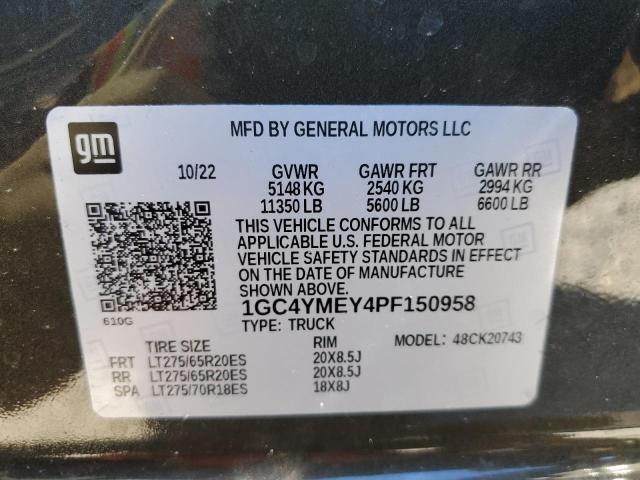 gm
MFD BY GENERAL MOTORS LLC
10/22 GVWR GAWR FRT GAWR RR
5148 KG 2540 KG 2994 KG
11350 LB 5600 LB 6600 LB
THIS VEHICLE CONFORMS TO ALL
APPLICABLE U.S. FEDERAL MOTOR
VEHICLE SAFETY STANDARDS IN EFFECT
ON THE DATE OF MANUFACTURE
SHOWN ABOVE.
610G
1GC4YMEY4PF150958
TYPE: TRUCK MODEL: 48CK20743
TIRE SIZE RIM
FRT LT275/65R20ES 20X8.5J
RR LT275/65R20ES 20X8.5J
SPA LT275/70R18ES 18X8J